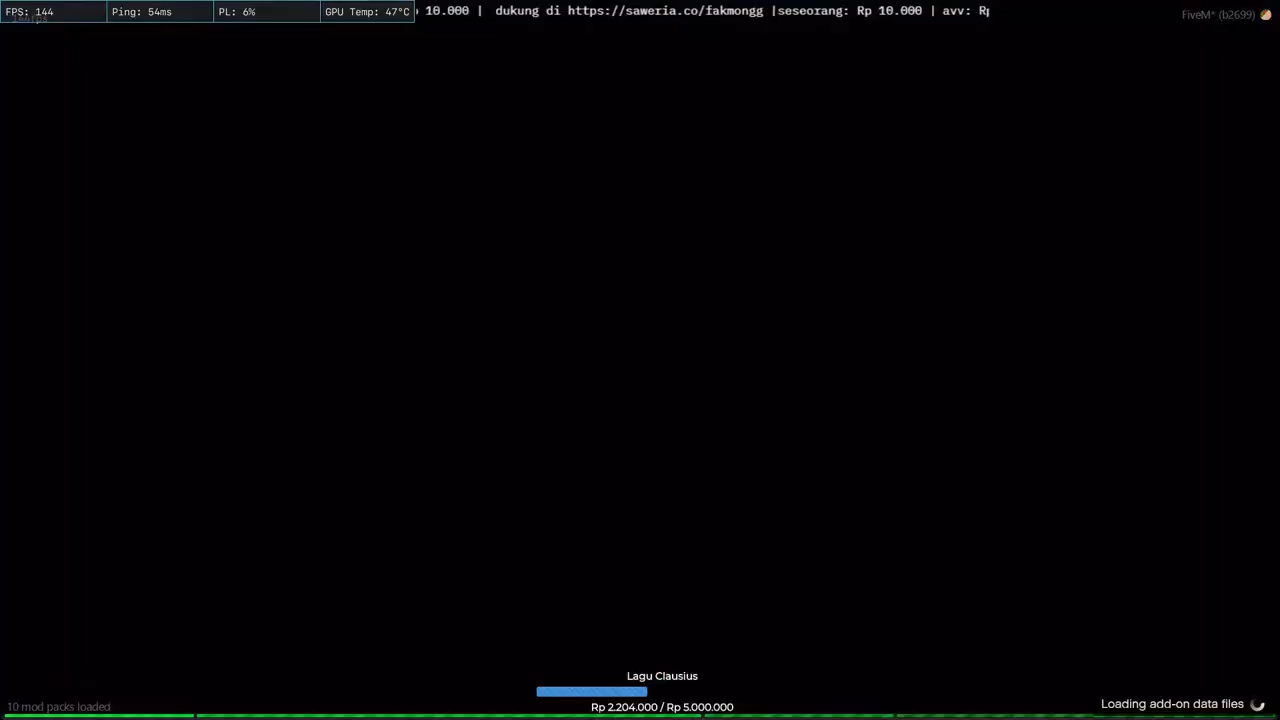 FPS: 144 Ping: 54ms PL: 6% GPU Temp: 47°C 10.000 | dukung di https://saweria.co/fakmongg |seseorang: Rp 10.000 | avv: Rp
FiveM* (b2699)
Lagu Clausius
Rp 2.204.000 / Rp 5.000.000
10 mod packs loaded
Loading add-on data files